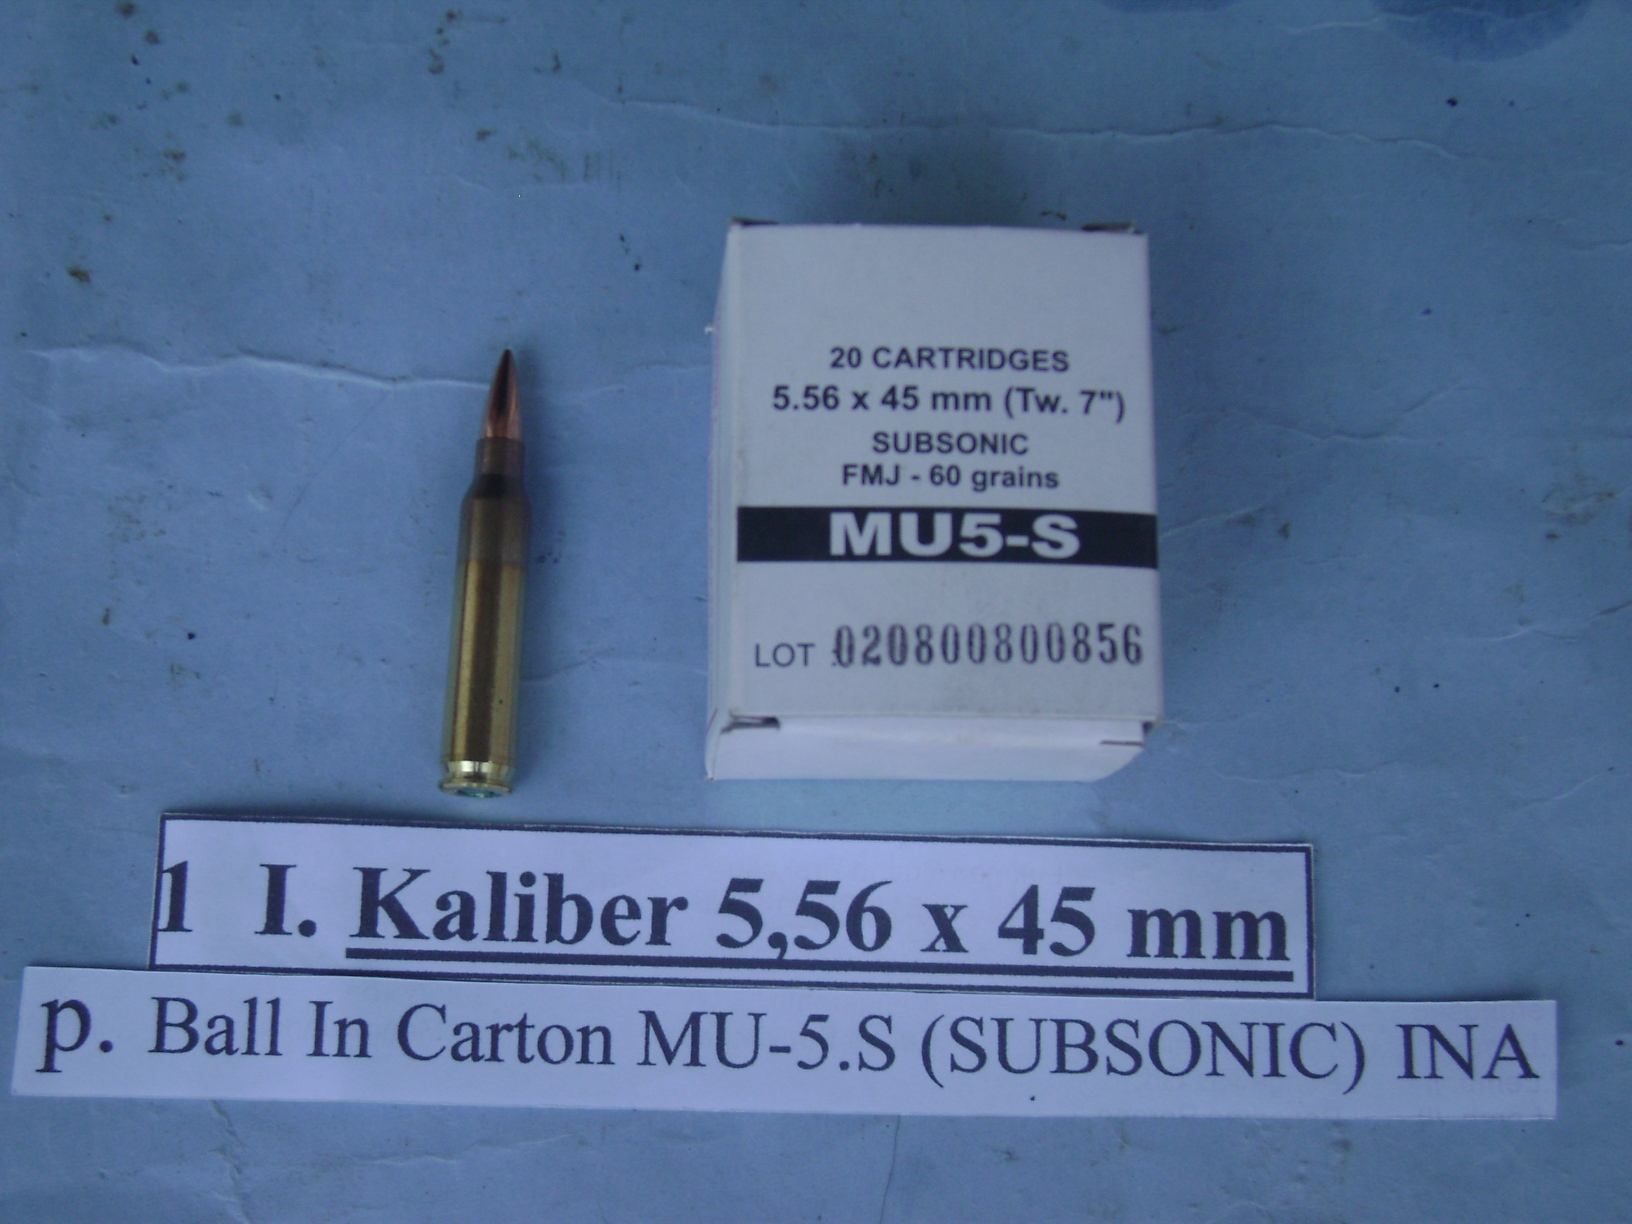 20 CARTRIDGES
5.56 x 45 mm (Tw. 7")
SUBSONIC
FMJ - 60 grains
MU5-S
LOT 020800800856
1 I. Kaliber 5,56 x 45 mm
p. Ball In Carton MU-5.S (SUBSONIC) INA